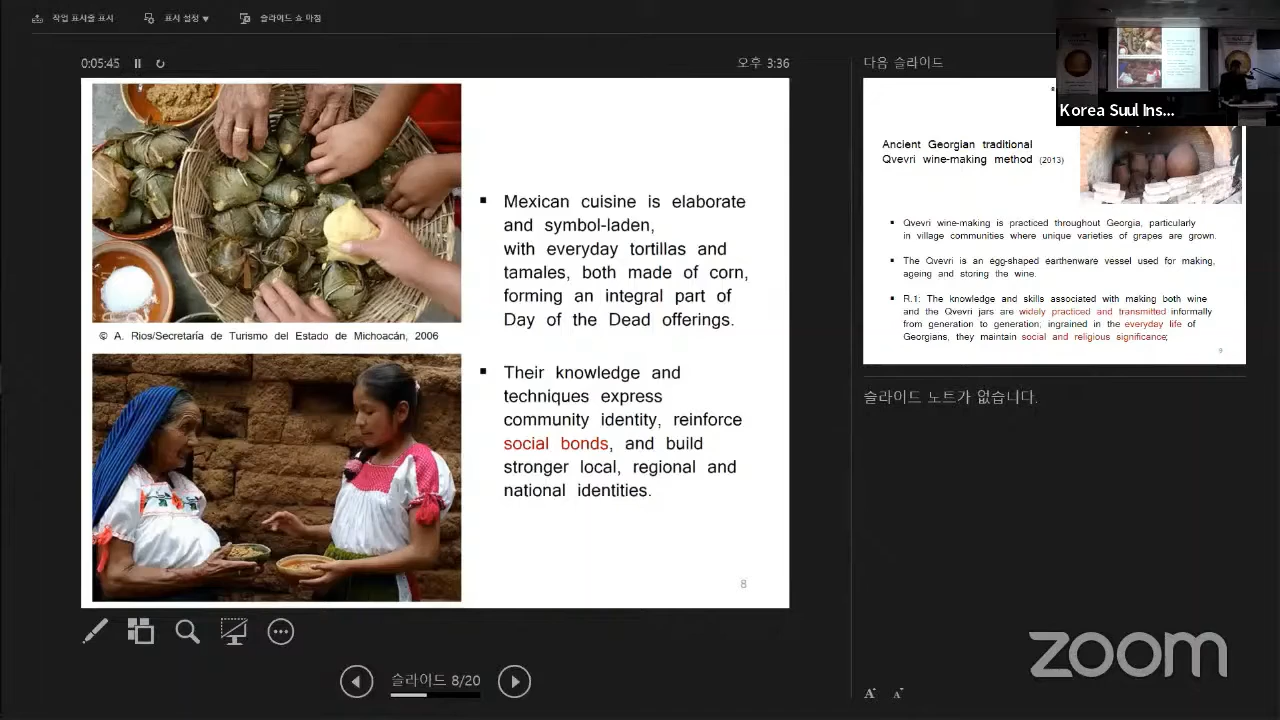 작업 표시줄 표시
표시 설정 ▼
슬라이드 쇼 마침
0:05:45
오후 3:36
다음 슬라이드
Korea Suul Ins...
© A. Rios/Secretaría de Turismo del Estado de Michoacán, 2006
▪ Mexican cuisine is elaborate
and symbol-laden,
with everyday tortillas and
tamales, both made of corn,
forming an integral part of
Day of the Dead offerings.
▪ Their knowledge and
techniques express
community identity, reinforce
social bonds, and build
stronger local, regional and
national identities.
8
Ancient Georgian traditional
Qvevri wine-making method (2013)
▪ Qvevri wine-making is practiced throughout Georgia, particularly
in village communities where unique varieties of grapes are grown.
▪ The Qvevri is an egg-shaped earthenware vessel used for making,
ageing and storing the wine.
▪ R.1: The knowledge and skills associated with making both wine
and the Qvevri jars are widely practiced and transmitted informally
from generation to generation; ingrained in the everyday life of
Georgians, they maintain social and religious significance;
9
슬라이드 노트가 없습니다.
슬라이드 8/20
zoom
A A